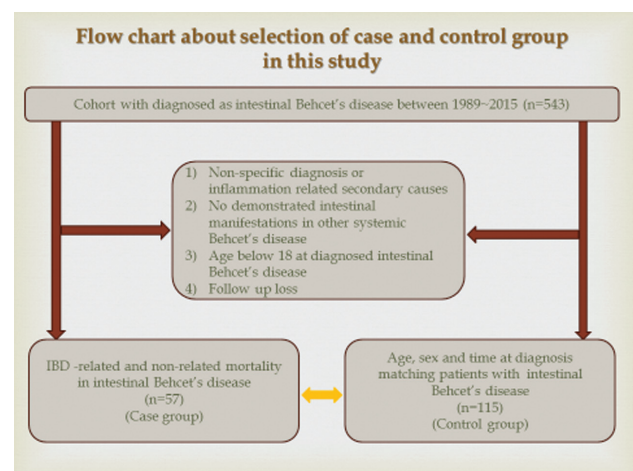 Flow chart about selection of case and control group
in this study
Cohort with diagnosed as intestinal Behcet's disease between 1989~2015 (n=543)
1) Non-specific diagnosis or
inflammation related secondary causes
2) No demonstrated intestinal
manifestations in other systemic
Behcet's disease
3) Age below 18 at diagnosed intestinal
Behcet's disease
4) Follow up loss
IBD -related and non-related mortality
in intestinal Behcet's disease
(n=57)
(Case group)
Age, sex and time at diagnosis
matching patients with intestinal
Behcet's disease
(n=115)
(Control group)